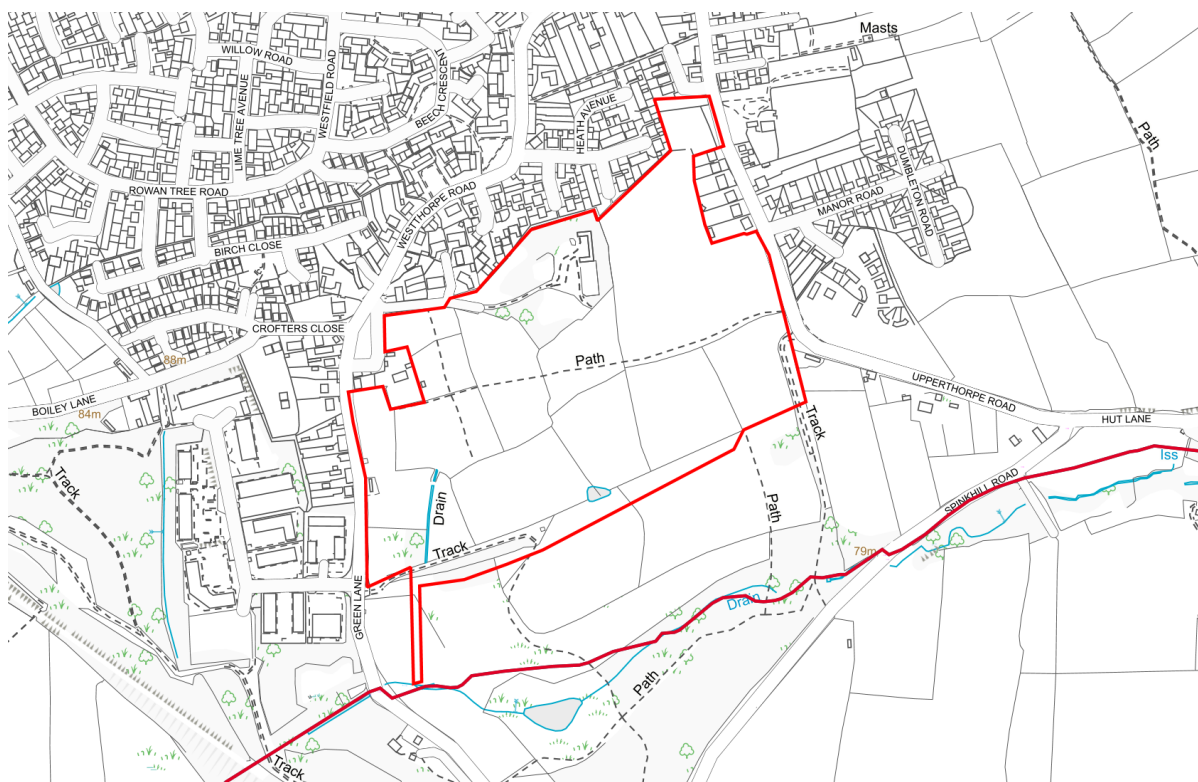 Masts
WILLOW ROAD
LIME TREE AVENUE
WESTFIELD ROAD
BEECH CRESCENT
HEATH AVENUE
Path
ROWAN TREE ROAD
WESTTHORPE ROAD
MANOR ROAD
DUMBLETON ROAD
BIRCH CLOSE
CROFTERS CLOSE
88m
Path
BOILEY LANE
84m
UPPERTHORPE ROAD
HUT LANE
Track
Track
Drain
Path
Iss
SPINKHILL ROAD
Track
79m
GREEN LANE
Drain
Path
Track